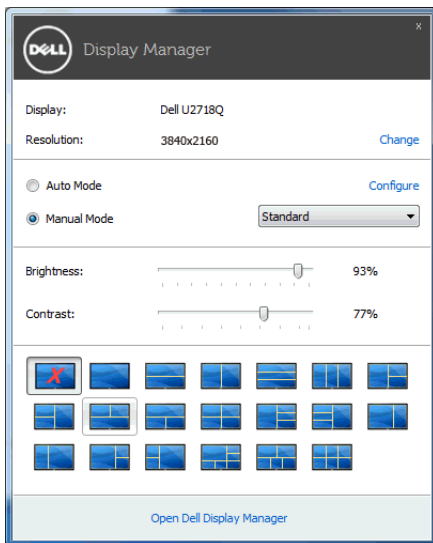 x
DELL Display Manager
Display: Dell U2718Q
Resolution: 3840x2160 Change
Auto Mode Configure
Manual Mode Standard
Brightness: 93%
Contrast: 77%
Open Dell Display Manager